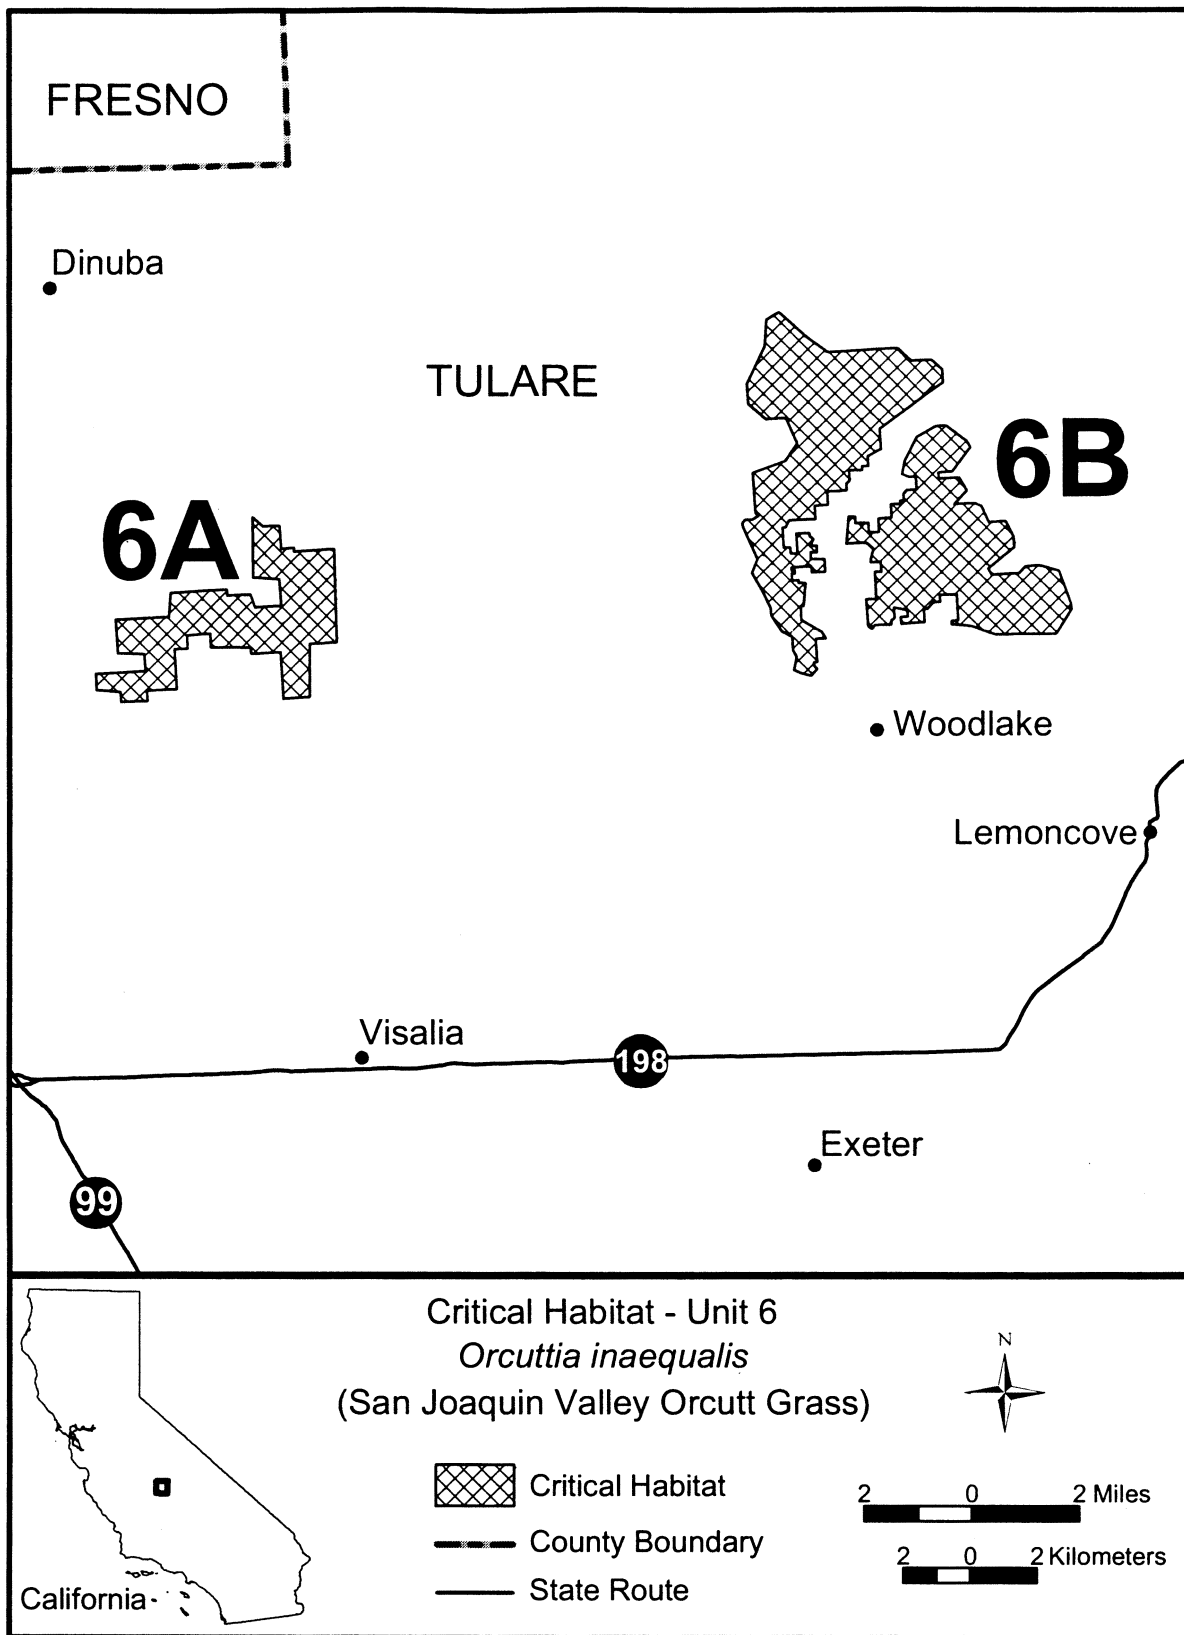 FRESNO
Dinuba
TULARE
6B
6A
Woodlake
Lemoncove
Visalia
198
Exeter
99
Critical Habitat - Unit 6
Orcuttia inaequalis
(San Joaquin Valley Orcutt Grass)
N
Critical Habitat
County Boundary
State Route
2 0 2 Miles
2 0 2 Kilometers
California